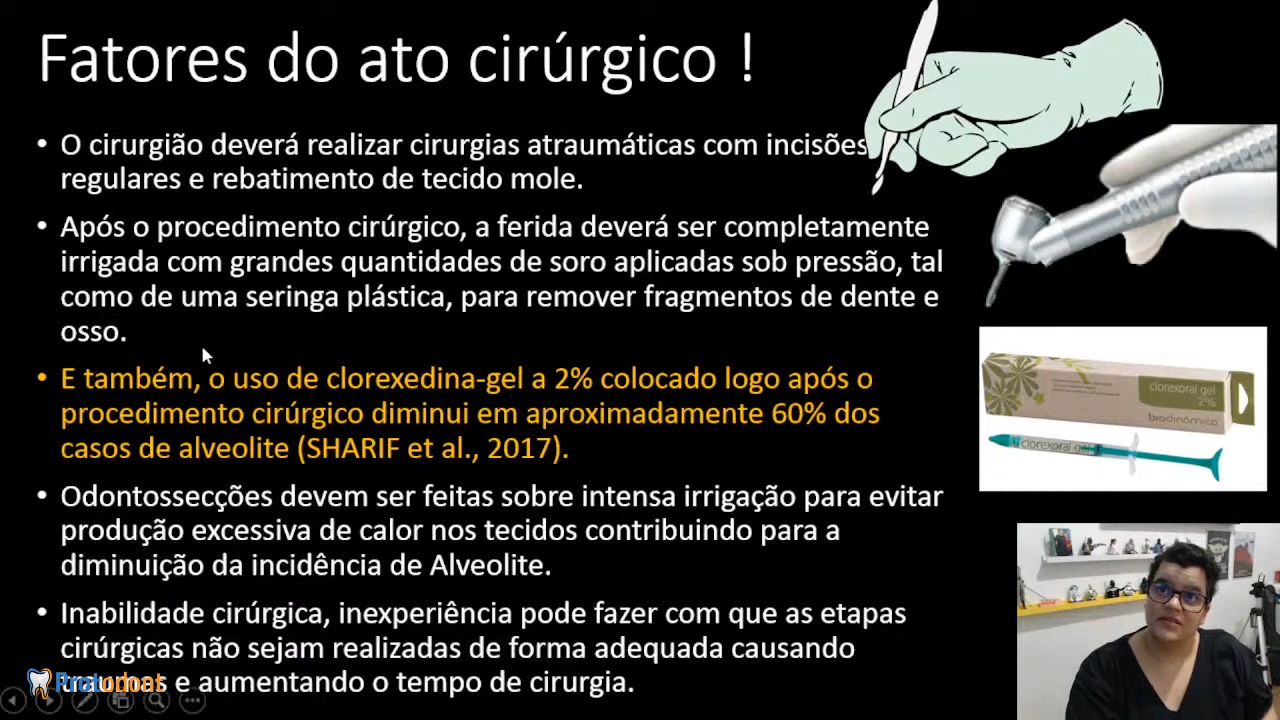 Fatores do ato cirúrgico !
• O cirurgião deverá realizar cirurgias atraumáticas com incisões
regulares e rebatimento de tecido mole.
• Após o procedimento cirúrgico, a ferida deverá ser completamente
irrigada com grandes quantidades de soro aplicadas sob pressão, tal
como de uma seringa plástica, para remover fragmentos de dente e
osso.
• E também, o uso de clorexedina-gel a 2% colocado logo após o
procedimento cirúrgico diminui em aproximadamente 60% dos
casos de alveolite (SHARIF et al., 2017).
• Odontossecções devem ser feitas sobre intensa irrigação para evitar
produção excessiva de calor nos tecidos contribuindo para a
diminuição da incidência de Alveolite.
• Inabilidade cirúrgica, inexperiência pode fazer com que as etapas
cirúrgicas não sejam realizadas de forma adequada causando
e aumentando o tempo de cirurgia.
clorexoral gel
2%
biodinâmica
clorexoral gel